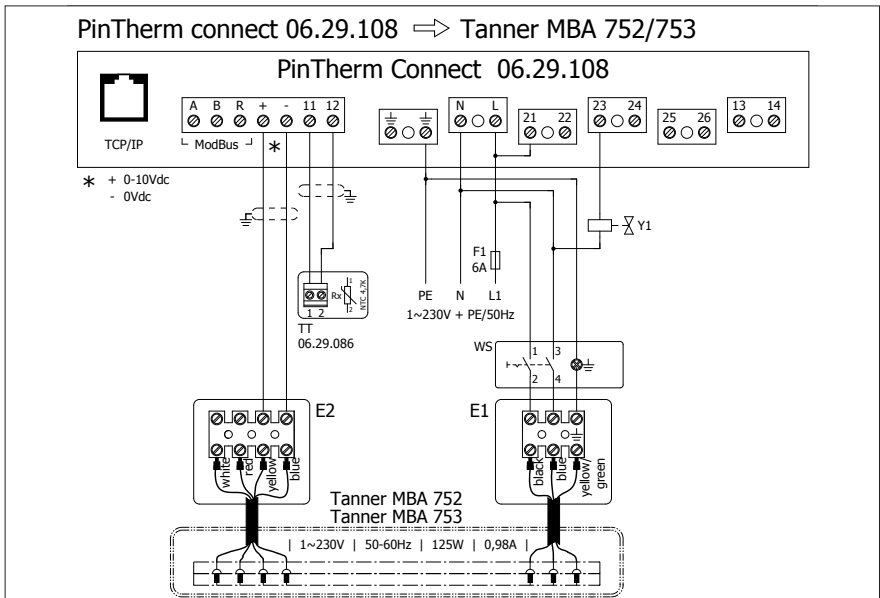 PinTherm connect 06.29.108 ⇨ Tanner MBA 752/753
PinTherm Connect 06.29.108
TCP/IP
A B R + - 11 12
ModBus
*
N L
21 22
23 24
25 26
13 14
* + 0-10Vdc
- 0Vdc
Y1
F1
6A
Rx
1
2
NTC 4,7K
1 2
TT
06.29.086
PE N L1
1~230V + PE/50Hz
WS
1 3
2 4
E2
E1
white
red
yellow
blue
black
blue
yellow/
green
Tanner MBA 752
Tanner MBA 753
| 1~230V | 50-60Hz | 125W | 0,98A |